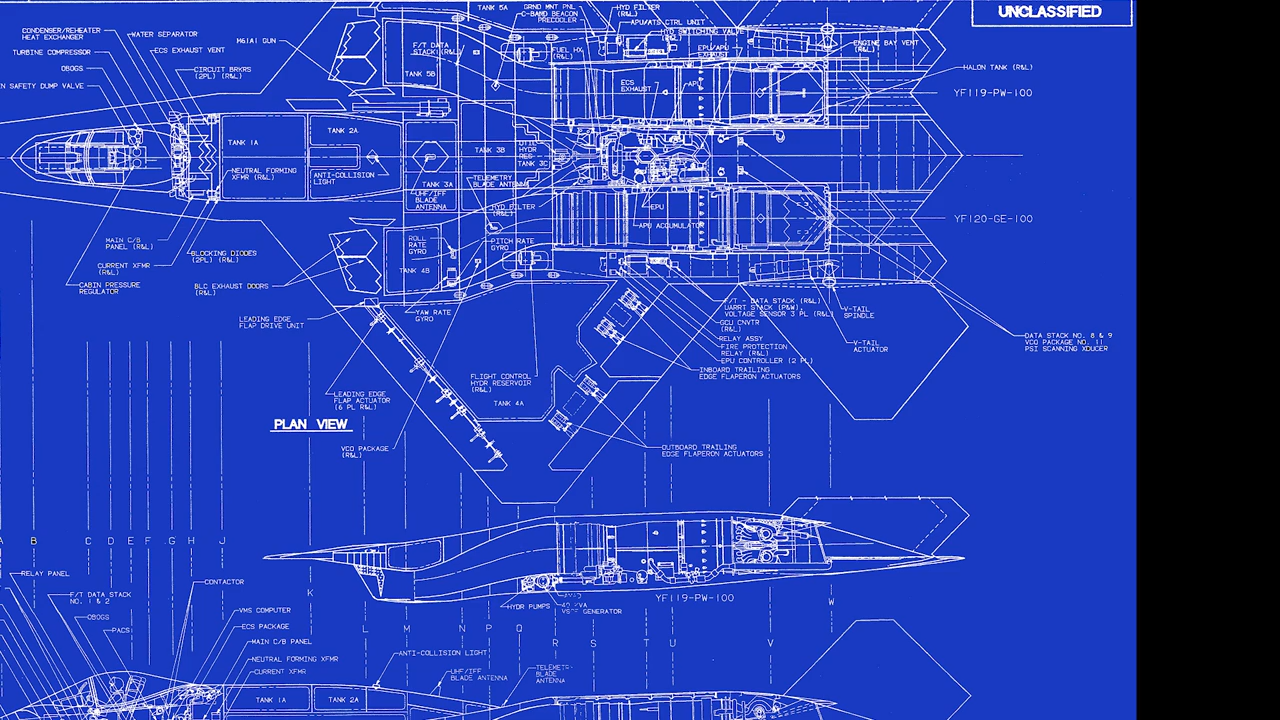 UNCLASSIFIED
TANK 5A
GRND MNT PNL
C-BAND BEACON
PRECOOLER
HYD FILTER
(R&L)
APU/ATS CTRL UNIT
HYD SWITCHING VALVE
(R&L)
EPU/APU
EXHAUST
ENGINE BAY VENT
(R&L)
HALON TANK (R&L)
CONDENSER/REHEATER
HEAT EXCHANGER
WATER SEPARATOR
TURBINE COMPRESSOR
ECS EXHAUST VENT
OBOGS
CIRCUIT BRKRS
(2PL) (R&L)
N SAFETY DUMP VALVE
M61A1 GUN
F/T DATA
STACK(R&L)
TANK 5B
FUEL HX
(R&L)
ECS
EXHAUST
APU
YF119-PW-100
TANK 1A
TANK 2A
TANK 3B
UTIL
HYD
RES
TANK 3C
NEUTRAL FORMING
XFMR (R&L)
ANTI-COLLISION
LIGHT
TANK 3A
TELEMETRY
BLADE ANTENNA
UHF/IFF
BLADE
ANTENNA
HYD FILTER
(R&L)
EPU
APU ACCUMULATOR
YF120-GE-100
MAIN C/B
PANEL (R&L)
CURRENT XFMR
(R&L)
CABIN PRESSURE
REGULATOR
BLOCKING DIODES
(2PL) (R&L)
BLC EXHAUST DOORS
(R&L)
ROLL
RATE
GYRO
PITCH RATE
GYRO
TANK 4B
LEADING EDGE
FLAP DRIVE UNIT
YAW RATE
GYRO
F/T - DATA STACK (R&L)
UARRT STACK (P&W),
VOLTAGE SENSOR 3 PL (R&L)
GCU CNVTR
(R&L)
RELAY ASSY
FIRE PROTECTION
RELAY (R&L)
EPU CONTROLLER (2 PL)
INBOARD TRAILING
EDGE FLAPERON ACTUATORS
V-TAIL
SPINDLE
V-TAIL
ACTUATOR
DATA STACK NO. 8 & 9
VCO PACKAGE NO. 11
PSI SCANNING XDUCER
FLIGHT CONTROL
HYDR RESERVOIR
(R&L)
TANK 4A
LEADING EDGE
FLAP ACTUATOR
(6 PL R&L)
PLAN VIEW
VCO PACKAGE
(R&L)
OUTBOARD TRAILING
EDGE FLAPERON ACTUATORS
A B C D E F G H J
K
L M N P Q R S T U V W
HYDR PUMPS
GENERATOR
YF119-PW-100
RELAY PANEL
F/T DATA STACK
NO. 1 & 2
OBOGS
PACS
CONTACTOR
VMS COMPUTER
ECS PACKAGE
MAIN C/B PANEL
NEUTRAL FORMING XFMR
CURRENT XFMR
ANTI-COLLISION LIGHT
UHF/IFF
BLADE ANTENNA
BLADE
ANTENNA
TANK 1A
TANK 2A